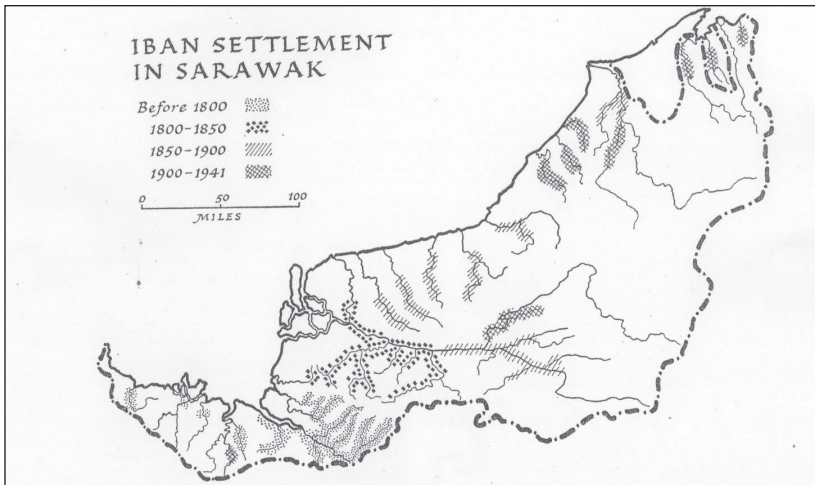 IBAN SETTLEMENT
IN SARAWAK
Before 1800
1800-1850
1850-1900
1900-1941
0 50 100
MILES